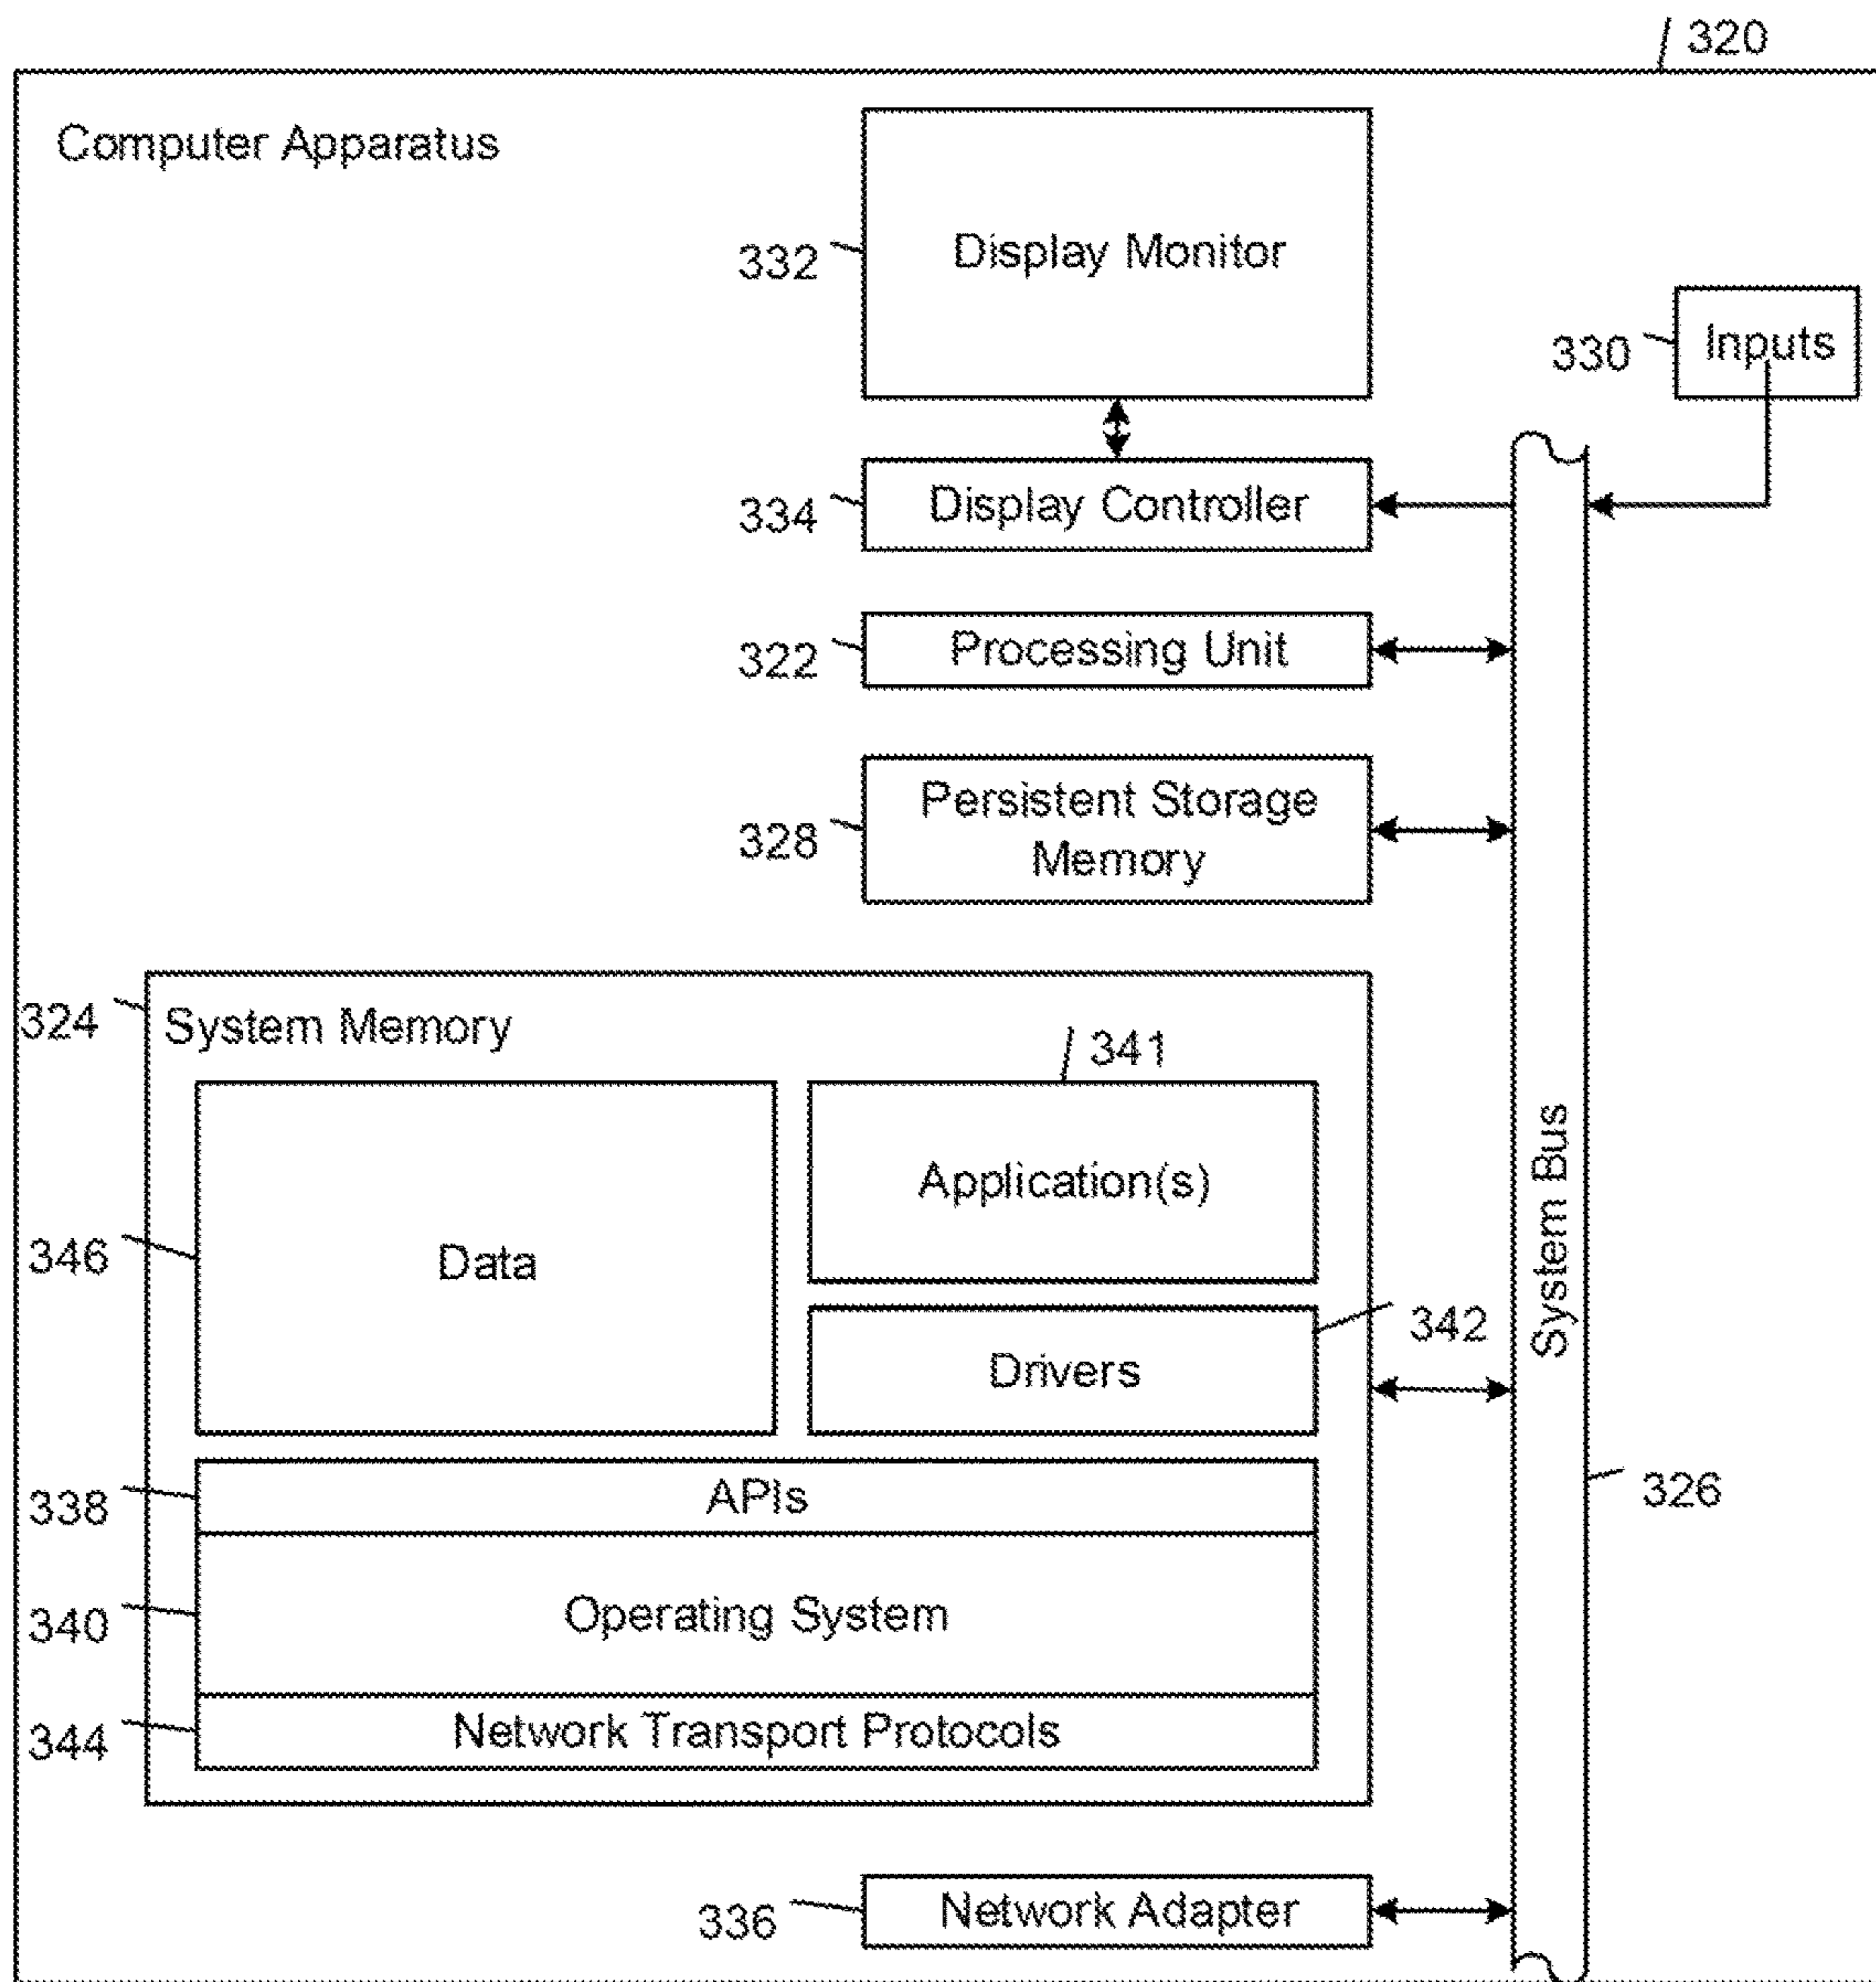 320
Computer Apparatus
332
Display Monitor
330
Inputs
334
Display Controller
322
Processing Unit
328
Persistent Storage
Memory
324
System Memory
341
Application(s)
346
Data
342
Drivers
System Bus
338
APIs
326
340
Operating System
344
Network Transport Protocols
336
Network Adapter